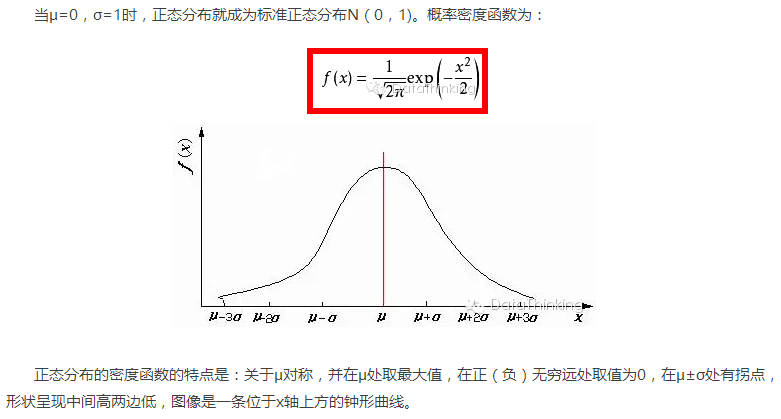 当μ=0，σ=1时，正态分布就成为标准正态分布N（0，1)。概率密度函数为：
f(x) = 1/√2π exp(-x²/2)
DataThinking
f(x)
DataThinking
μ-3σ μ-2σ μ-σ μ μ+σ μ+2σ μ+3σ x
正态分布的密度函数的特点是：关于μ对称，并在μ处取最大值，在正（负）无穷远处取值为0，在μ±σ处有拐点，
形状呈现中间高两边低，图像是一条位于x轴上方的钟形曲线。